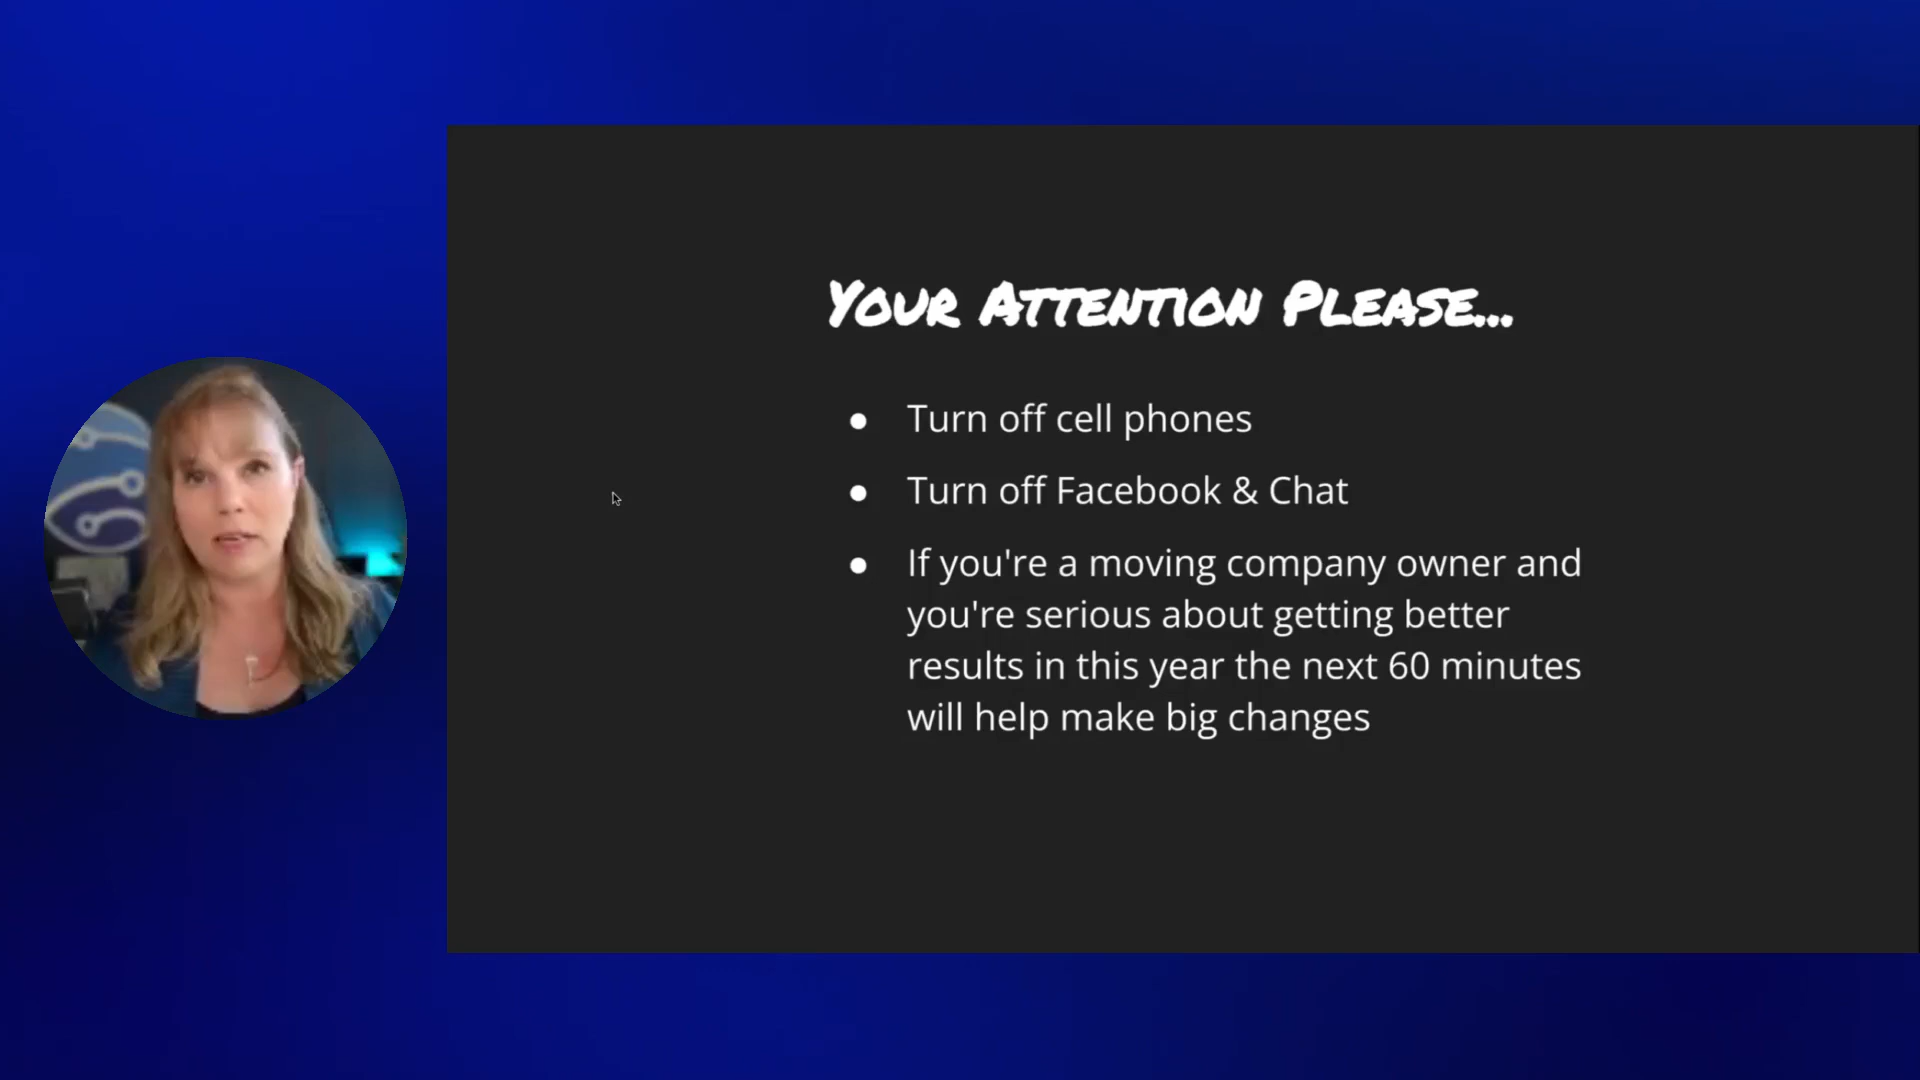 Your Attention Please...
● Turn off cell phones
● Turn off Facebook & Chat
● If you're a moving company owner and
you're serious about getting better
results in this year the next 60 minutes
will help make big changes